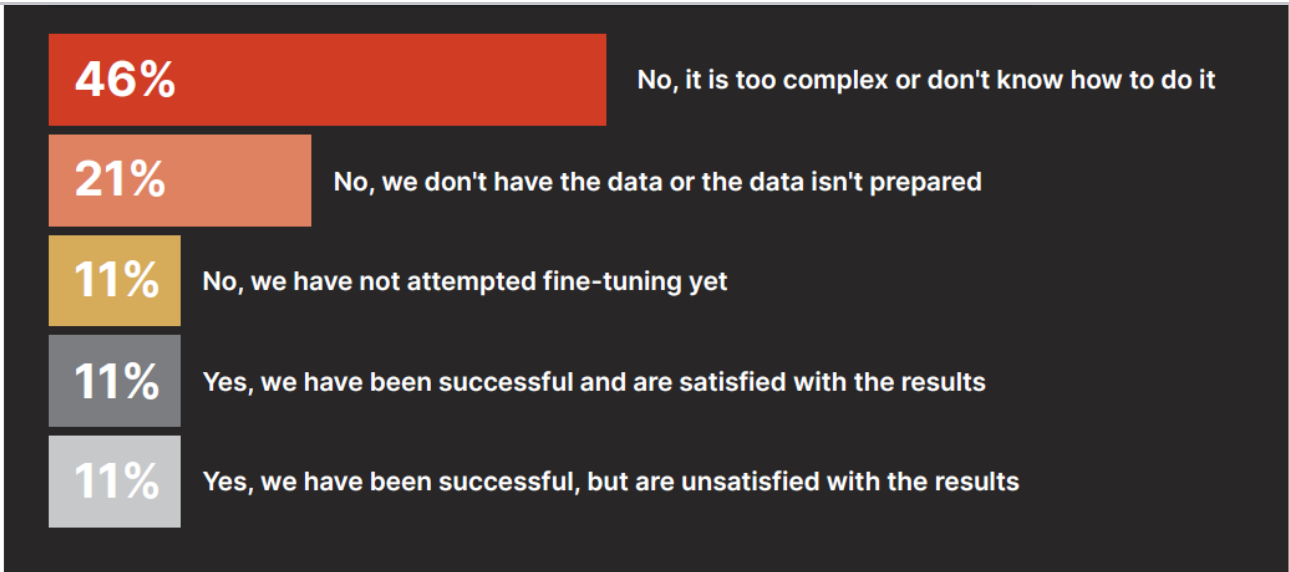 46% No, it is too complex or don't know how to do it
21% No, we don't have the data or the data isn't prepared
11% No, we have not attempted fine-tuning yet
11% Yes, we have been successful and are satisfied with the results
11% Yes, we have been successful, but are unsatisfied with the results